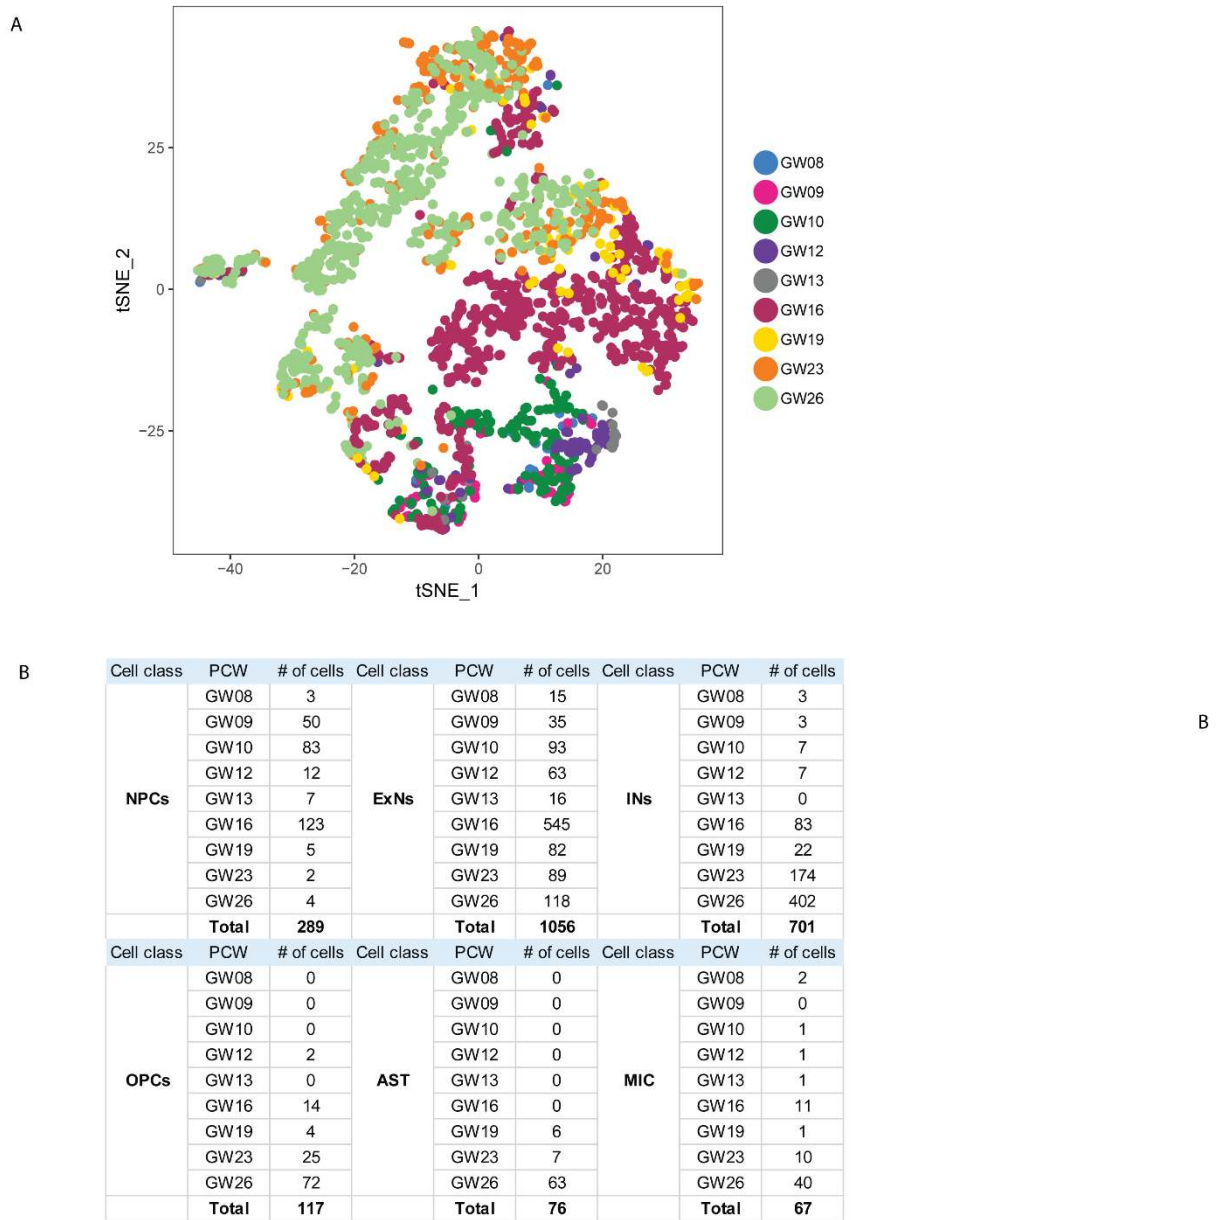 A
tSNE_2
25
0
−25
−40 −20 0 20
tSNE_1
GW08
GW09
GW10
GW12
GW13
GW16
GW19
GW23
GW26
B
B
Cell class PCW # of cells Cell class PCW # of cells Cell class PCW # of cells
GW08 3 GW08 15 GW08 3
GW09 50 GW09 35 GW09 3
GW10 83 GW10 93 GW10 7
GW12 12 GW12 63 GW12 7
NPCs GW13 7 ExNs GW13 16 INs GW13 0
GW16 123 GW16 545 GW16 83
GW19 5 GW19 82 GW19 22
GW23 2 GW23 89 GW23 174
GW26 4 GW26 118 GW26 402
Total 289 Total 1056 Total 701
Cell class PCW # of cells Cell class PCW # of cells Cell class PCW # of cells
GW08 0 GW08 0 GW08 2
GW09 0 GW09 0 GW09 0
GW10 0 GW10 0 GW10 1
GW12 2 GW12 0 GW12 1
OPCs GW13 0 AST GW13 0 MIC GW13 1
GW16 14 GW16 0 GW16 11
GW19 4 GW19 6 GW19 1
GW23 25 GW23 7 GW23 10
GW26 72 GW26 63 GW26 40
Total 117 Total 76 Total 67